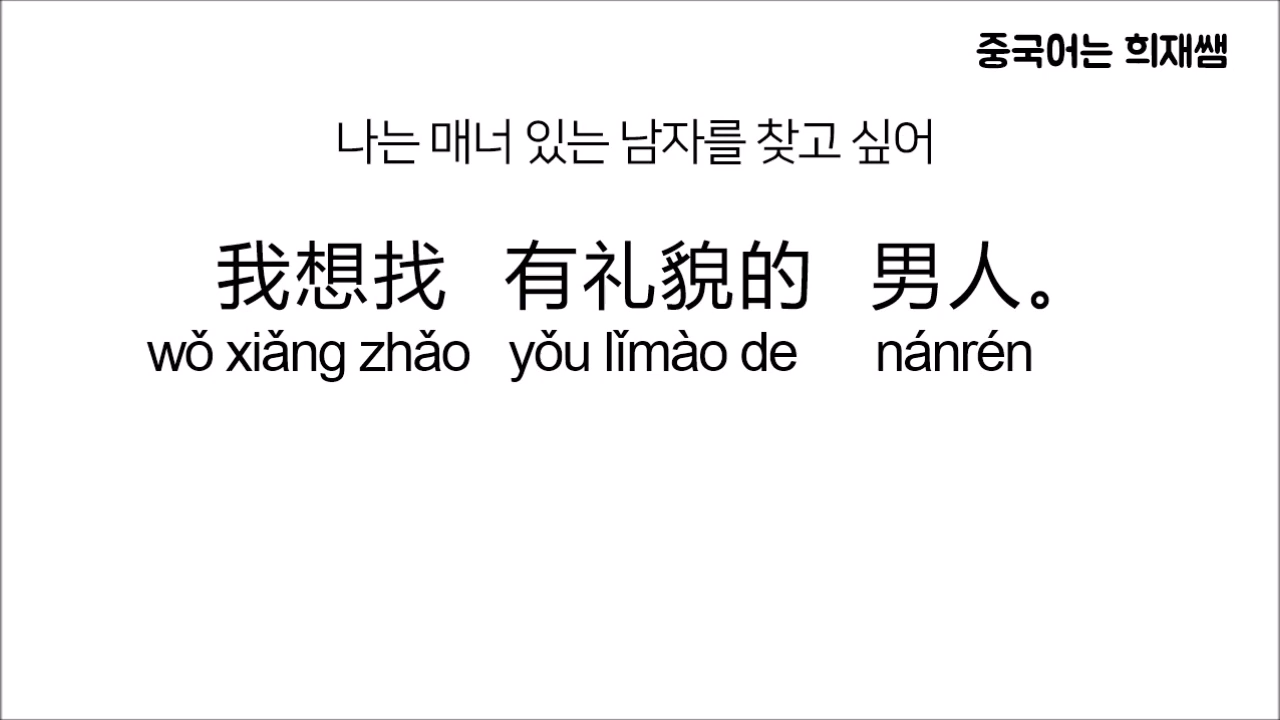 중국어는 희재쌤
나는 매너 있는 남자를 찾고 싶어
我想找 有礼貌的 男人。
wǒ xiǎng zhǎo yǒu lǐmào de nánrén